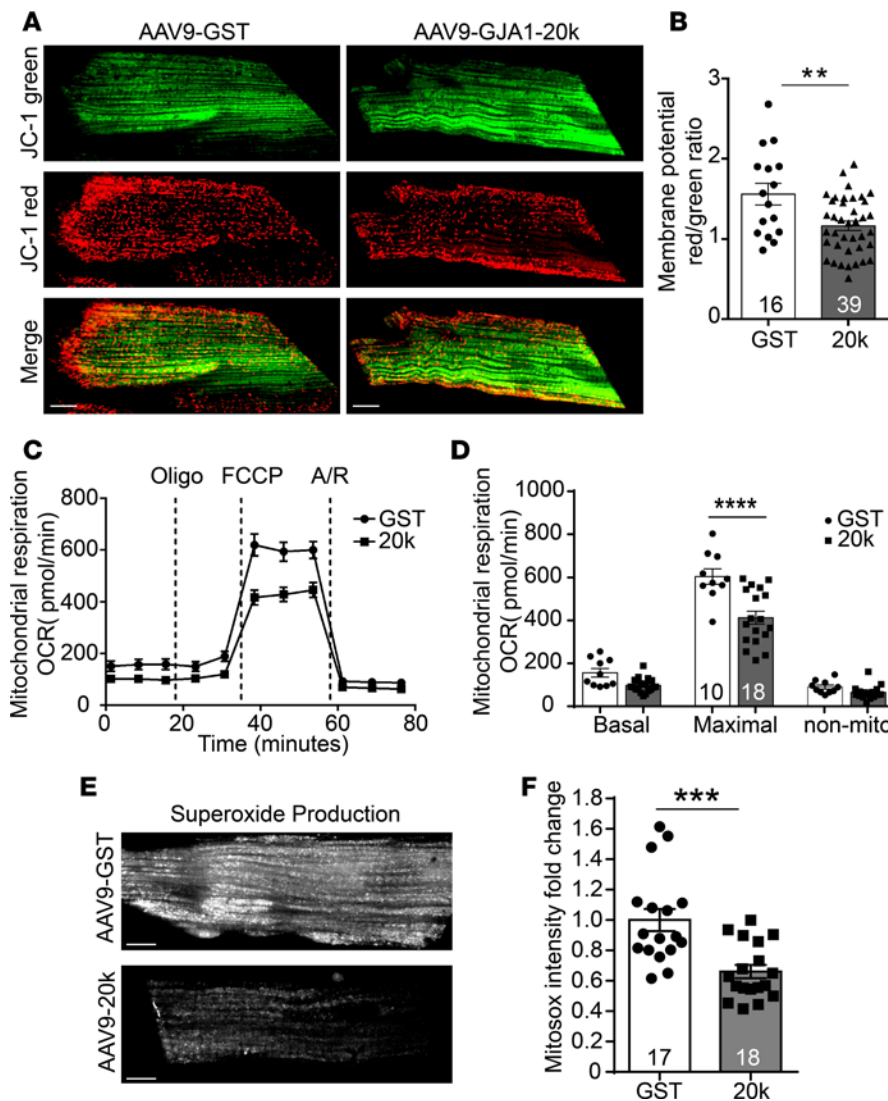 A
AAV9-GST
AAV9-GJA1-20k
JC-1 green
JC-1 red
Merge
B
**
Membrane potential
red/green ratio
3
2
1
0
16
39
GST
20k
C
Oligo
FCCP
A/R
Mitochondrial respiration
OCR( pmol/min)
800
600
400
200
0
GST
20k
0
20
40
60
80
Time (minutes)
D
****
Mitochondrial respiration
OCR( pmol/min)
1000
800
600
400
200
0
GST
20k
10
18
Basal
Maximal
non-mito
E
Superoxide Production
AAV9-GST
AAV9-20k
F
***
Mitosox intensity fold change
1.8
1.6
1.4
1.2
1.0
0.8
0.6
0.4
0.2
0
17
18
GST
20k